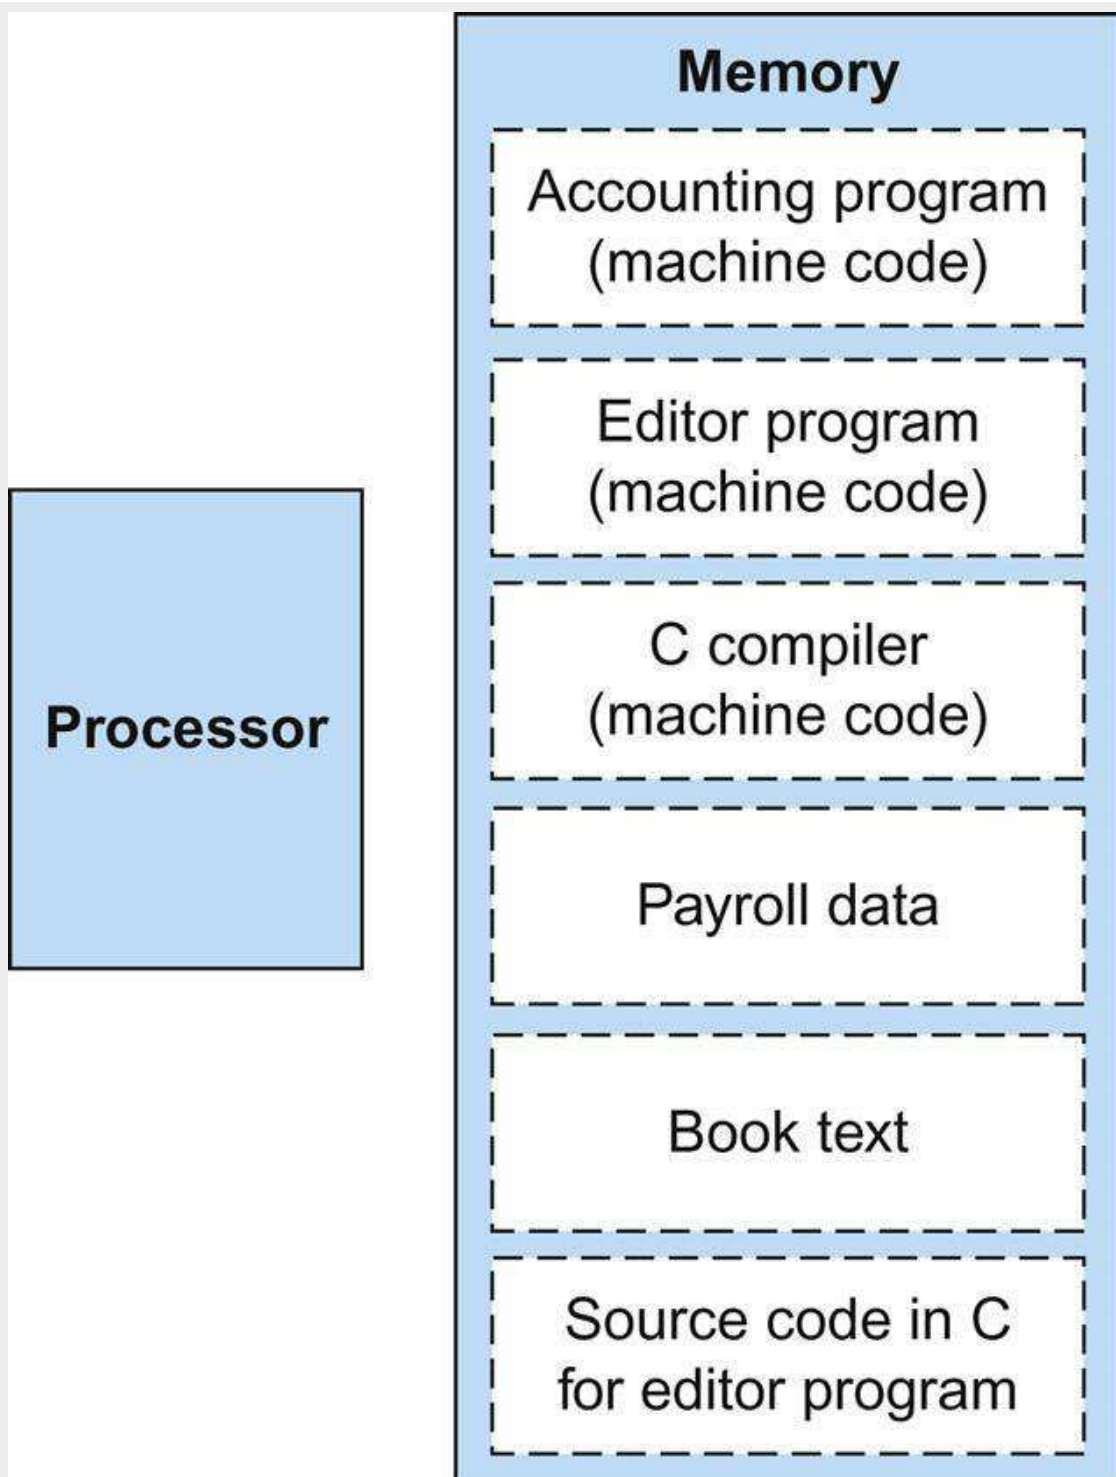 Memory
Accounting program
(machine code)
Editor program
(machine code)
C compiler
(machine code)
Processor
Payroll data
Book text
Source code in C
for editor program